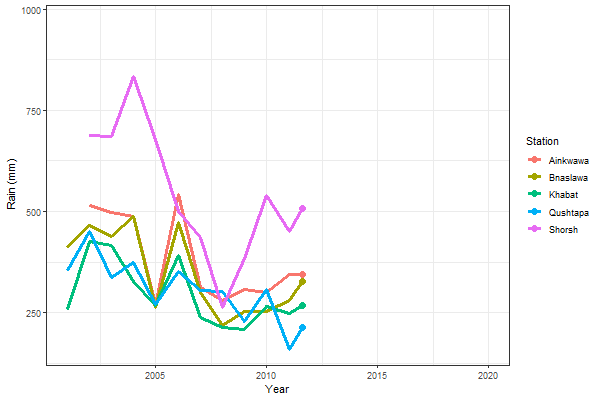 1000
750
500
250
Rain (mm)
2005
2010
2015
2020
Year
Station
Ainkwawa
Bnaslawa
Khabat
Qushtapa
Shorsh